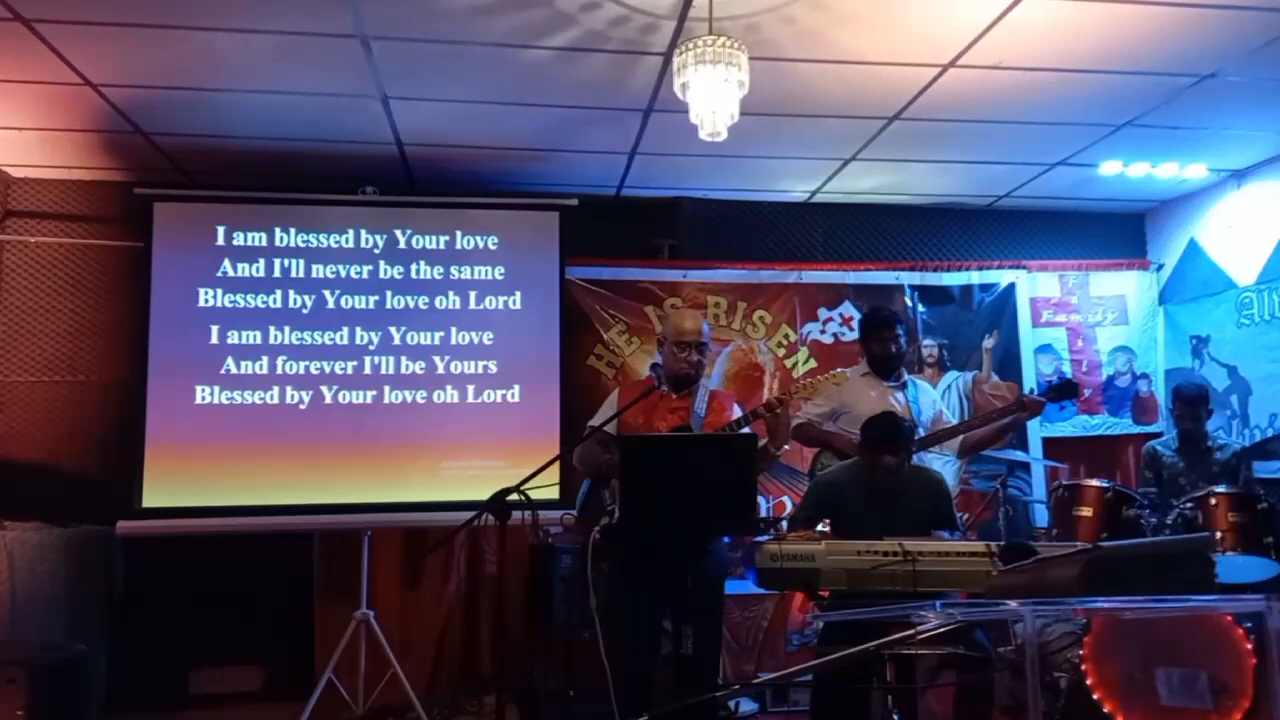 I am blessed by Your love
And I'll never be the same
Blessed by Your love oh Lord
I am blessed by Your love
And forever I'll be Yours
Blessed by Your love oh Lord
HE IS RISEN
Family
YAMAHA